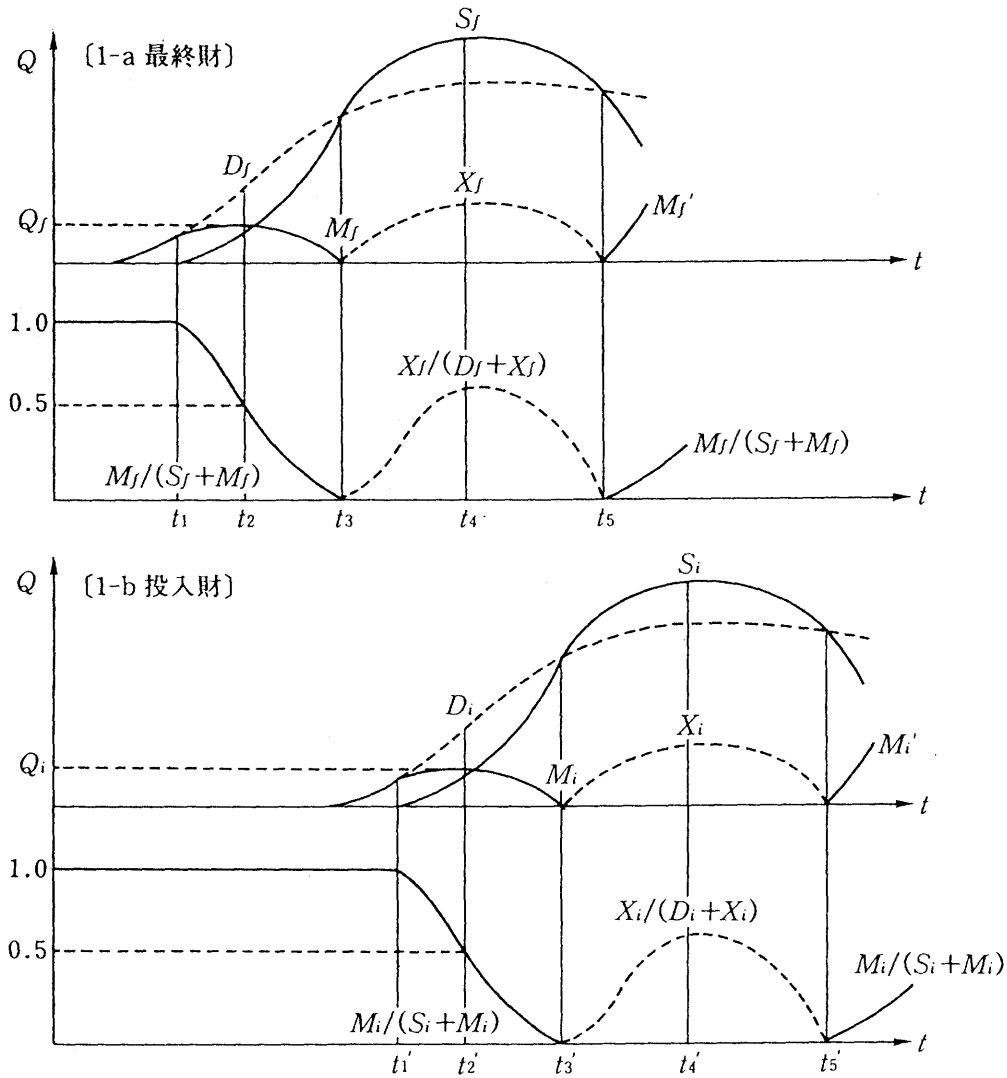 S_f
Q 〔1-a 最終財〕
D_f
Q_f
M_f
X_f
M_f'
t
1.0
0.5
X_f/(D_f+X_f)
M_f/(S_f+M_f)
M_f/(S_f+M_f)
t
t1 t2 t3 t4 t5
Q 〔1-b 投入財〕
S_i
D_i
Q_i
M_i
X_i
M_i'
t
1.0
0.5
X_i/(D_i+X_i)
M_i/(S_i+M_i)
M_i/(S_i+M_i)
t
t1' t2' t3' t4' t5'